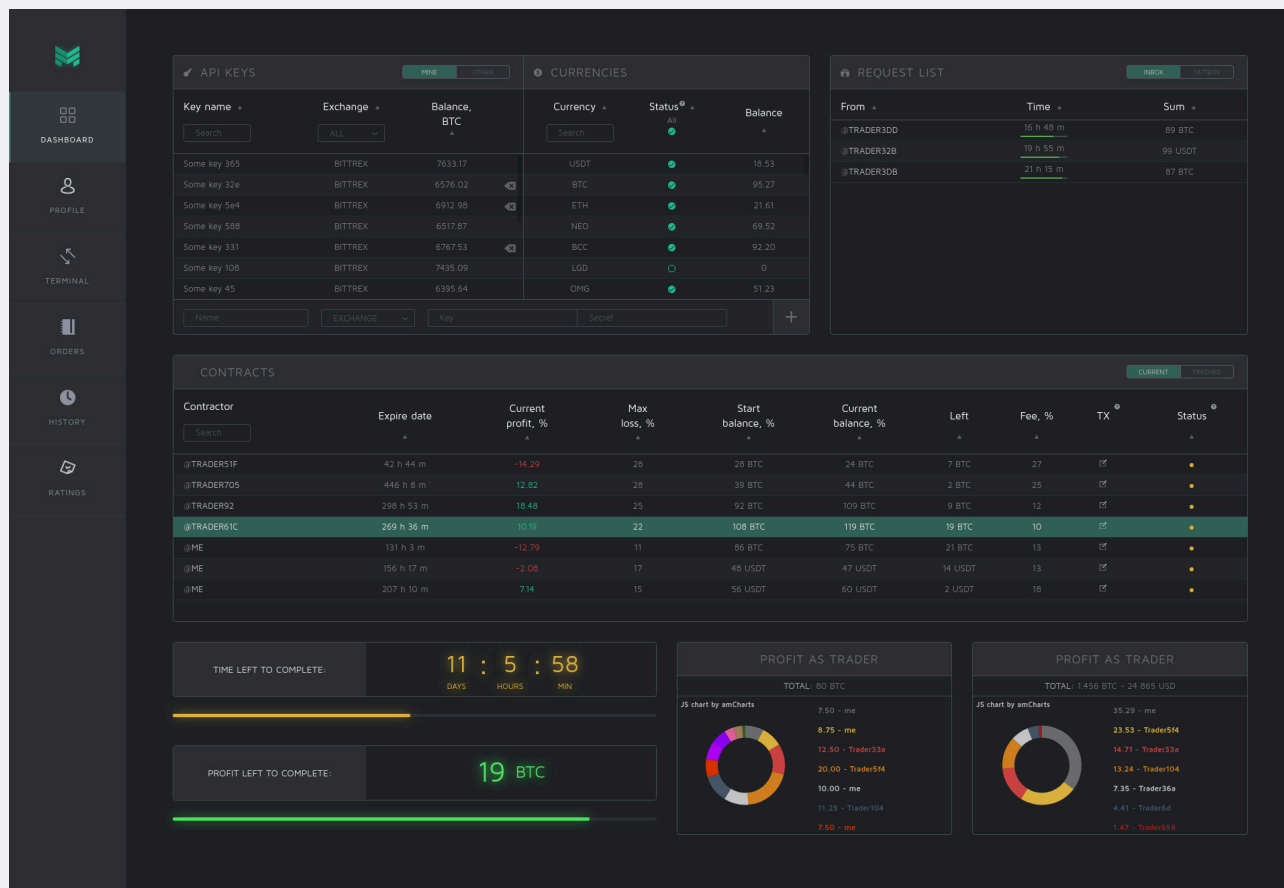 DASHBOARD
PROFILE
TERMINAL
ORDERS
HISTORY
RATINGS
API KEYS MINE OTHER
Key name Exchange Balance, BTC
Search ALL
Some key 365 BITTREX 7633.17
Some key 32e BITTREX 6576.02
Some key 5e4 BITTREX 6912.98
Some key 588 BITTREX 6517.87
Some key 331 BITTREX 6767.53
Some key 108 BITTREX 7435.09
Some key 45 BITTREX 6395.64
CURRENCIES
Currency Status Balance
Search All
USDT 18.53
BTC 95.27
ETH 21.61
NEO 69.52
BCC 92.20
LGD 0
OMG 51.23
Name EXCHANGE Key Secret +
REQUEST LIST INBOX OUTBOX
From Time Sum
@TRADER3DD 16 h 48 m 89 BTC
@TRADER32B 19 h 55 m 99 USDT
@TRADER3DB 21 h 15 m 87 BTC
CONTRACTS CURRENT FINISHED
Contractor Expire date Current profit, % Max loss, % Start balance, % Current balance, % Left Fee, % TX Status
Search
@TRADER51F 42 h 44 m -14.29 28 28 BTC 24 BTC 7 BTC 27
@TRADER705 446 h 8 m 12.82 28 39 BTC 44 BTC 2 BTC 25
@TRADER92 298 h 53 m 18.48 25 92 BTC 109 BTC 9 BTC 12
@TRADER61C 269 h 36 m 10.19 22 108 BTC 119 BTC 19 BTC 10
@ME 131 h 3 m -12.79 11 86 BTC 75 BTC 21 BTC 13
@ME 156 h 17 m -2.08 17 48 USDT 47 USDT 14 USDT 13
@ME 207 h 10 m 7.14 15 56 USDT 60 USDT 2 USDT 18
TIME LEFT TO COMPLETE: 11 : 5 : 58
DAYS HOURS MIN
PROFIT LEFT TO COMPLETE: 19 BTC
PROFIT AS TRADER
TOTAL: 80 BTC
JS chart by amCharts
7.50 - me
8.75 - me
12.50 - Trader33a
20.00 - Trader5f4
10.00 - me
11.25 - Trader104
7.50 - me
PROFIT AS TRADER
TOTAL: 1.456 BTC ~ 24 865 USD
JS chart by amCharts
35.29 - me
23.53 - Trader5f4
14.71 - Trader33a
13.24 - Trader104
7.35 - Trader36a
4.41 - Trader6d
1.47 - Trader659